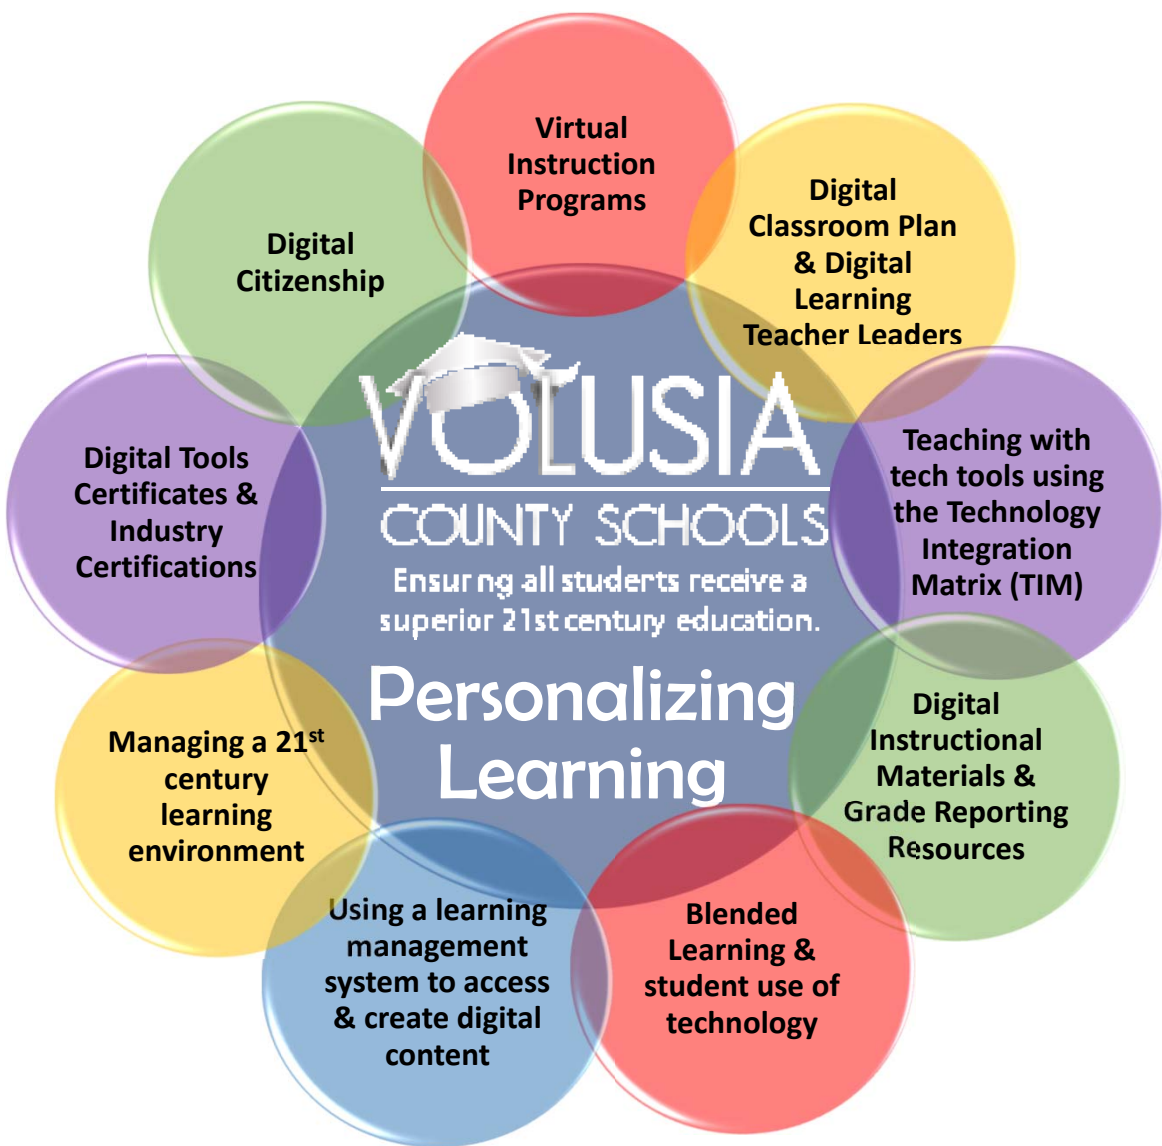 Virtual
Instruction
Programs
Digital
Classroom Plan
& Digital
Learning
Teacher Leaders
Teaching with
tech tools using
the Technology
Integration
Matrix (TIM)
Digital
Instructional
Materials &
Grade Reporting
Resources
Blended
Learning &
student use of
technology
Using a learning
management
system to access
& create digital
content
Managing a 21st
century
learning
environment
Digital Tools
Certificates &
Industry
Certifications
Digital
Citizenship
VOLUSIA
COUNTY SCHOOLS
Ensuring all students receive a
superior 21st century education.
Personalizing
Learning